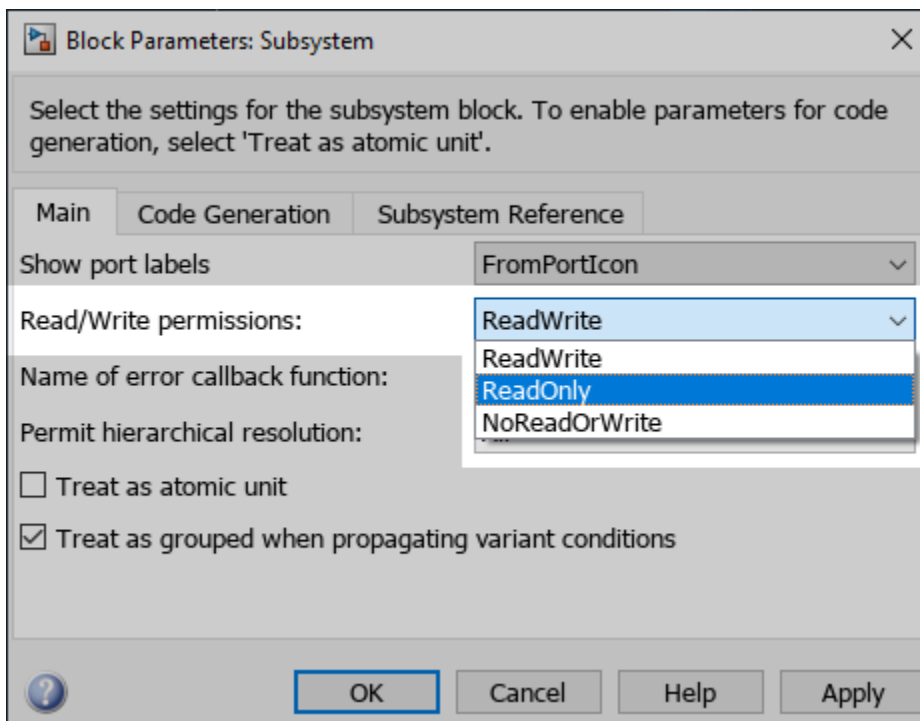 Block Parameters: Subsystem
Select the settings for the subsystem block. To enable parameters for code
generation, select 'Treat as atomic unit'.
Main
Code Generation
Subsystem Reference
Show port labels
FromPortIcon
Read/Write permissions:
ReadWrite
ReadWrite
Name of error callback function:
ReadOnly
NoReadOrWrite
Permit hierarchical resolution:
Treat as atomic unit
Treat as grouped when propagating variant conditions
OK
Cancel
Help
Apply